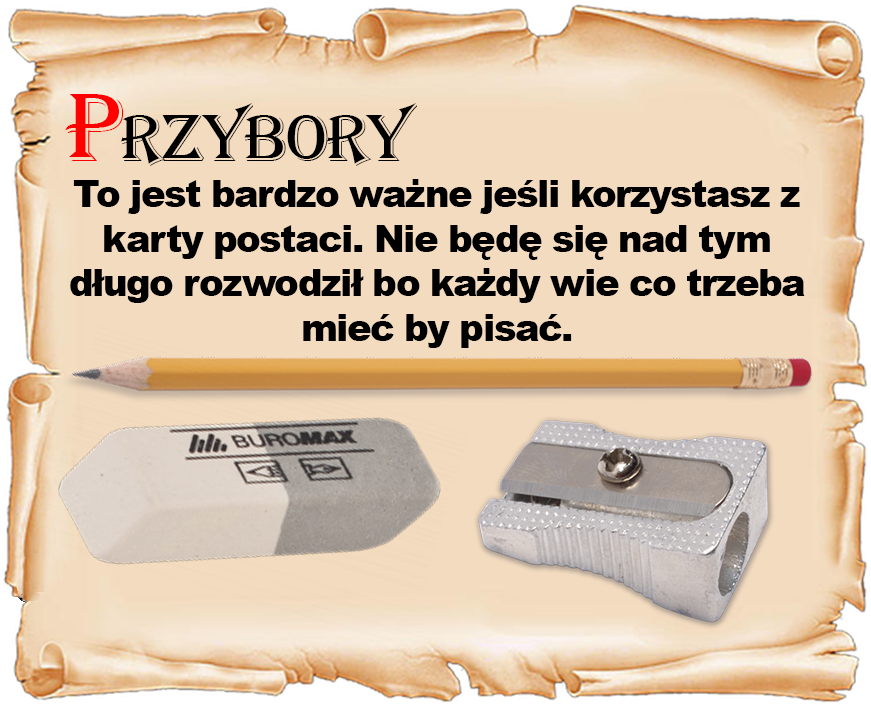 PRZYBORY
To jest bardzo ważne jeśli korzystasz z
karty postaci. Nie będę się nad tym
długo rozwodził bo każdy wie co trzeba
mieć by pisać.
BUROMAX